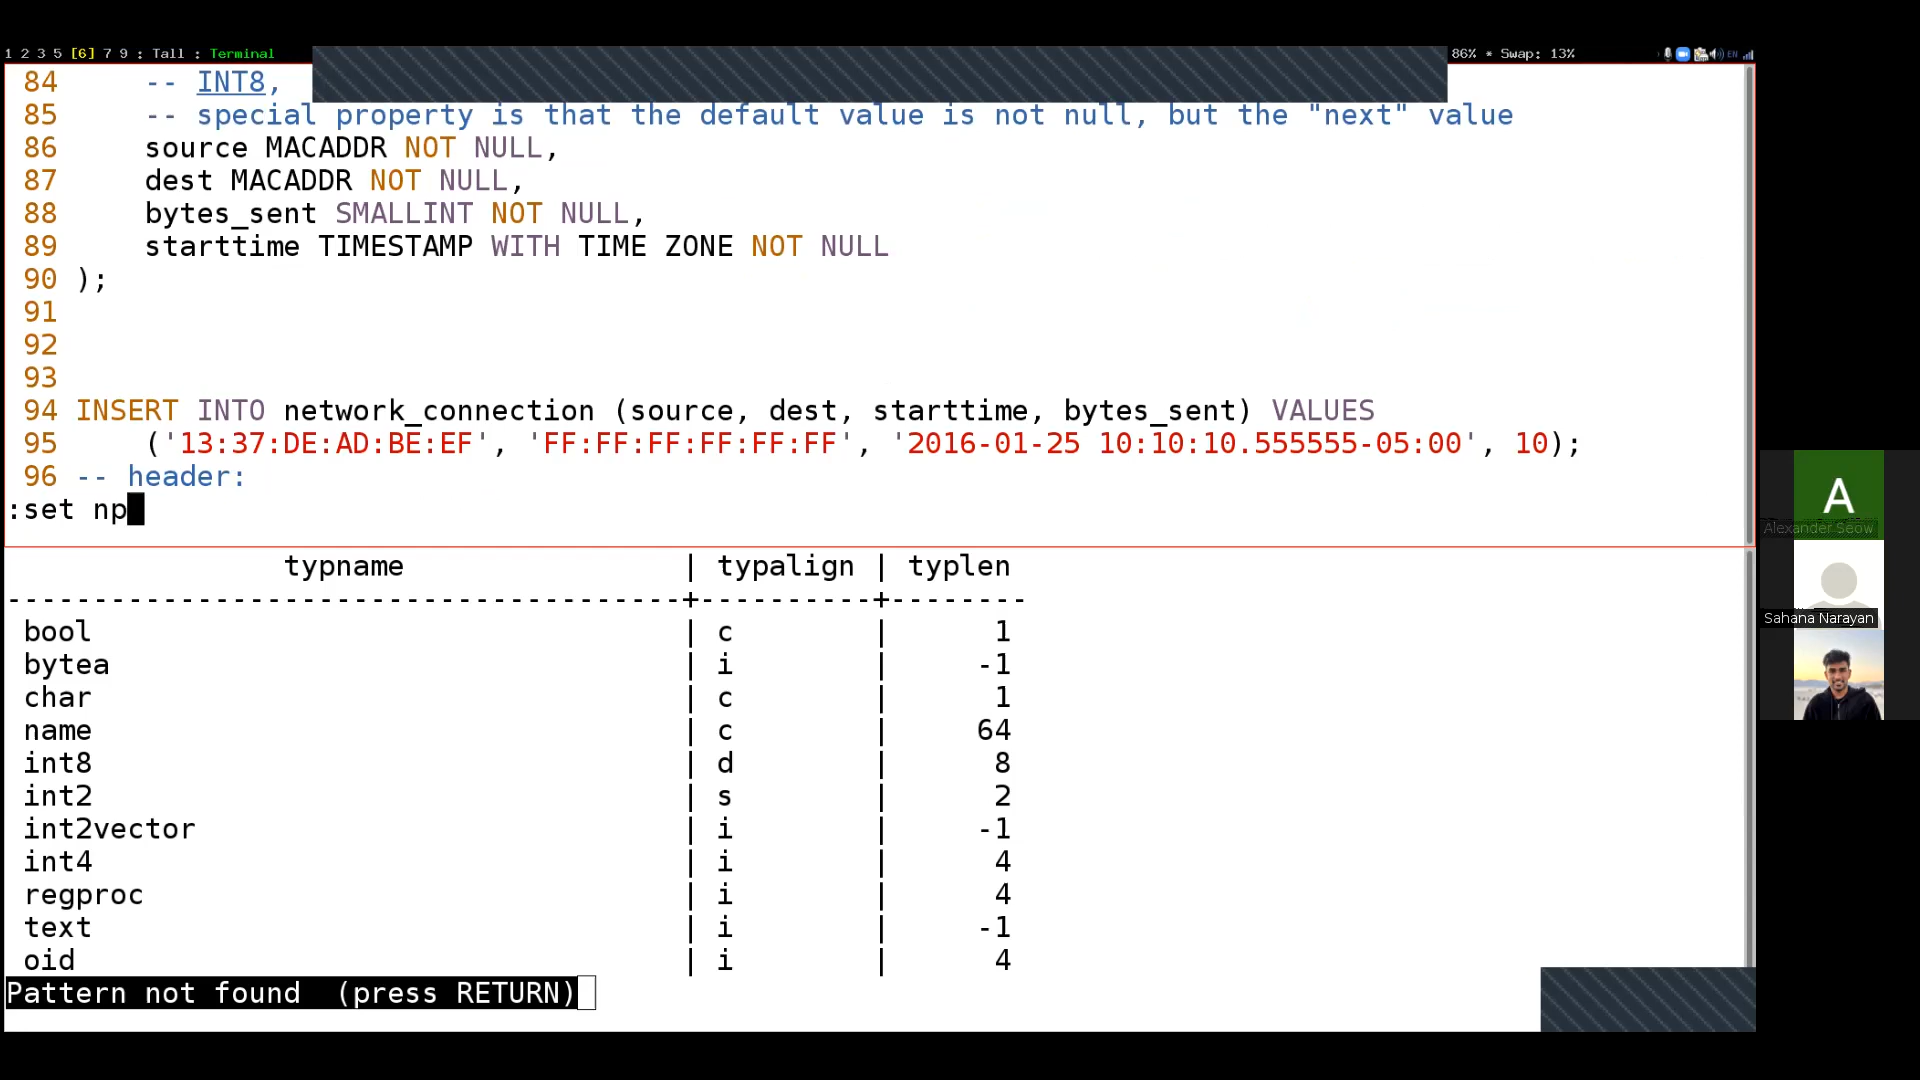 1 2 3 5 [6] 7 9 : Tall : Terminal
86% * Swap: 13%
EN
84 -- INT8,
85 -- special property is that the default value is not null, but the "next" value
86 source MACADDR NOT NULL,
87 dest MACADDR NOT NULL,
88 bytes_sent SMALLINT NOT NULL,
89 starttime TIMESTAMP WITH TIME ZONE NOT NULL
90 );
91
92
93
94 INSERT INTO network_connection (source, dest, starttime, bytes_sent) VALUES
95 ('13:37:DE:AD:BE:EF', 'FF:FF:FF:FF:FF:FF', '2016-01-25 10:10:10.555555-05:00', 10);
96 -- header:
:set np
A
Alexander Seow
Sahana Narayan
typname | typalign | typlen
----------------------------------------+----------+--------
bool | c | 1
bytea | i | -1
char | c | 1
name | c | 64
int8 | d | 8
int2 | s | 2
int2vector | i | -1
int4 | i | 4
regproc | i | 4
text | i | -1
oid | i | 4
Pattern not found (press RETURN)